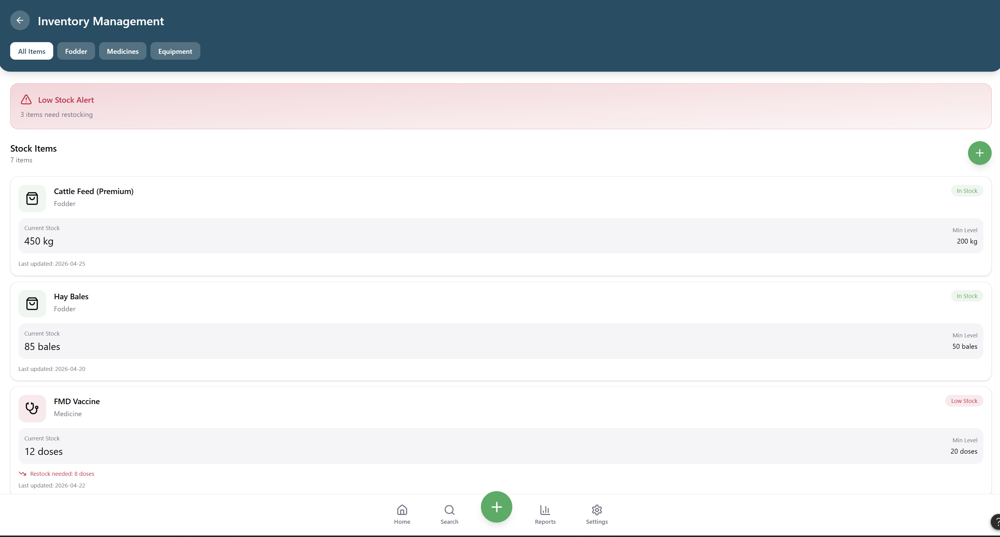 Inventory Management
All Items Fodder Medicines Equipment
Low Stock Alert
3 items need restocking
Stock Items
7 items
Cattle Feed (Premium)
Fodder
In Stock
Current Stock
450 kg
Min Level
200 kg
Last updated: 2026-04-25
Hay Bales
Fodder
In Stock
Current Stock
85 bales
Min Level
50 bales
Last updated: 2026-04-20
FMD Vaccine
Medicine
Low Stock
Current Stock
12 doses
Min Level
20 doses
Restock needed: 8 doses
Last updated: 2026-04-22
Home Search Reports Settings
?